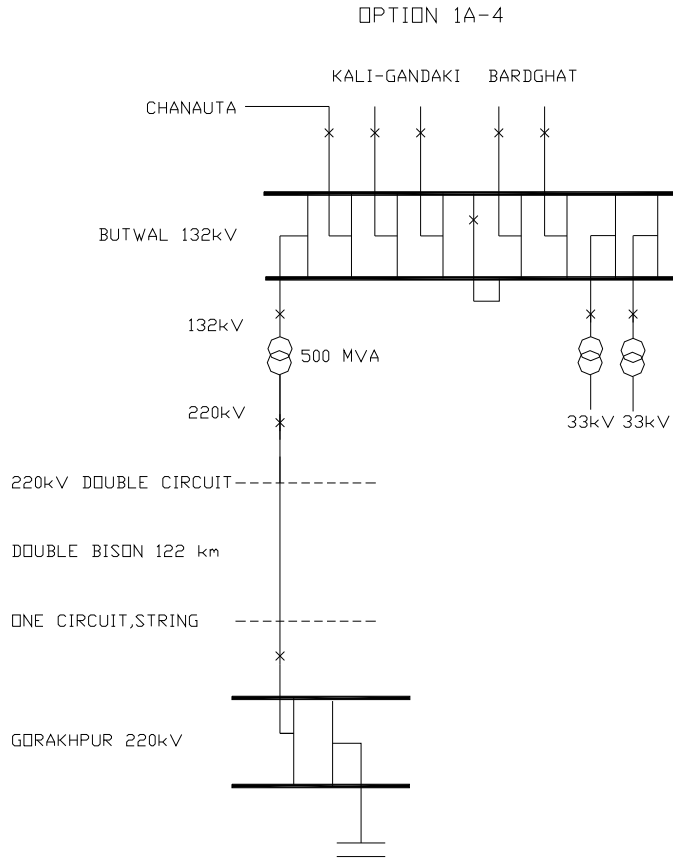 OPTION 1A-4
KALI-GANDAKI BARDGHAT
CHANAUTA
BUTWAL 132kV
132kV
500 MVA
220kV
33kV 33kV
220kV DOUBLE CIRCUIT
DOUBLE BISON 122 km
ONE CIRCUIT,STRING
GORAKHPUR 220kV